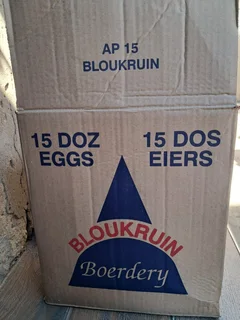 AP 15
BLOUKRUIN
15 DOZ
EGGS
15 DOS
EIERS
BLOUKRUIN
Boerdery